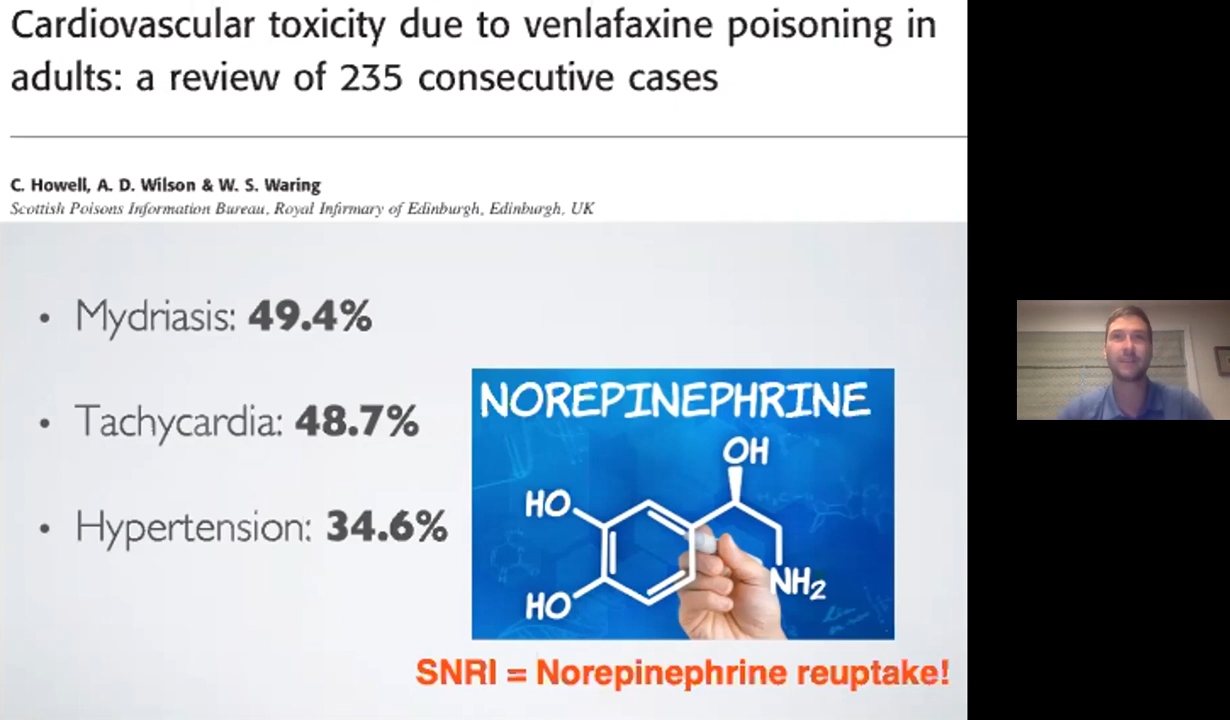 Cardiovascular toxicity due to venlafaxine poisoning in
adults: a review of 235 consecutive cases
C. Howell, A. D. Wilson & W. S. Waring
Scottish Poisons Information Bureau, Royal Infirmary of Edinburgh, Edinburgh, UK
• Mydriasis: 49.4%
• Tachycardia: 48.7%
• Hypertension: 34.6%
NOREPINEPHRINE
OH
HO
NH2
HO
SNRI = Norepinephrine reuptake!